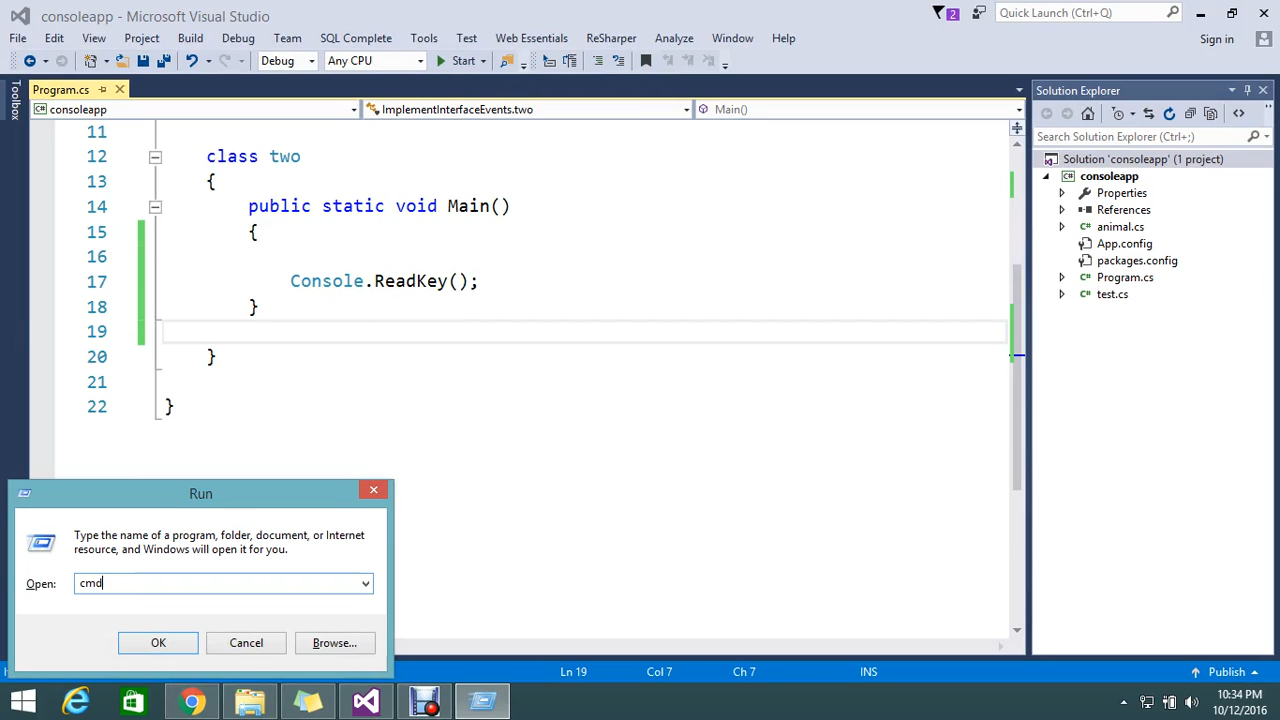 consoleapp - Microsoft Visual Studio
2
Quick Launch (Ctrl+Q)
File Edit View Project Build Debug Team SQL Complete Tools Test Web Essentials ReSharper Analyze Window Help
Sign in
Debug Any CPU Start
Toolbox
Program.cs
consoleapp ImplementInterfaceEvents.two Main()
11
12 class two
13 {
14 public static void Main()
15 {
16
17 Console.ReadKey();
18 }
19
20 }
21
22 }
Solution Explorer
Search Solution Explorer (Ctrl+;)
Solution 'consoleapp' (1 project)
C# consoleapp
Properties
References
C# animal.cs
App.config
packages.config
C# Program.cs
C# test.cs
Run
Type the name of a program, folder, document, or Internet
resource, and Windows will open it for you.
Open: cmd
OK Cancel Browse...
Ln 19 Col 7 Ch 7 INS Publish
10:34 PM
10/12/2016